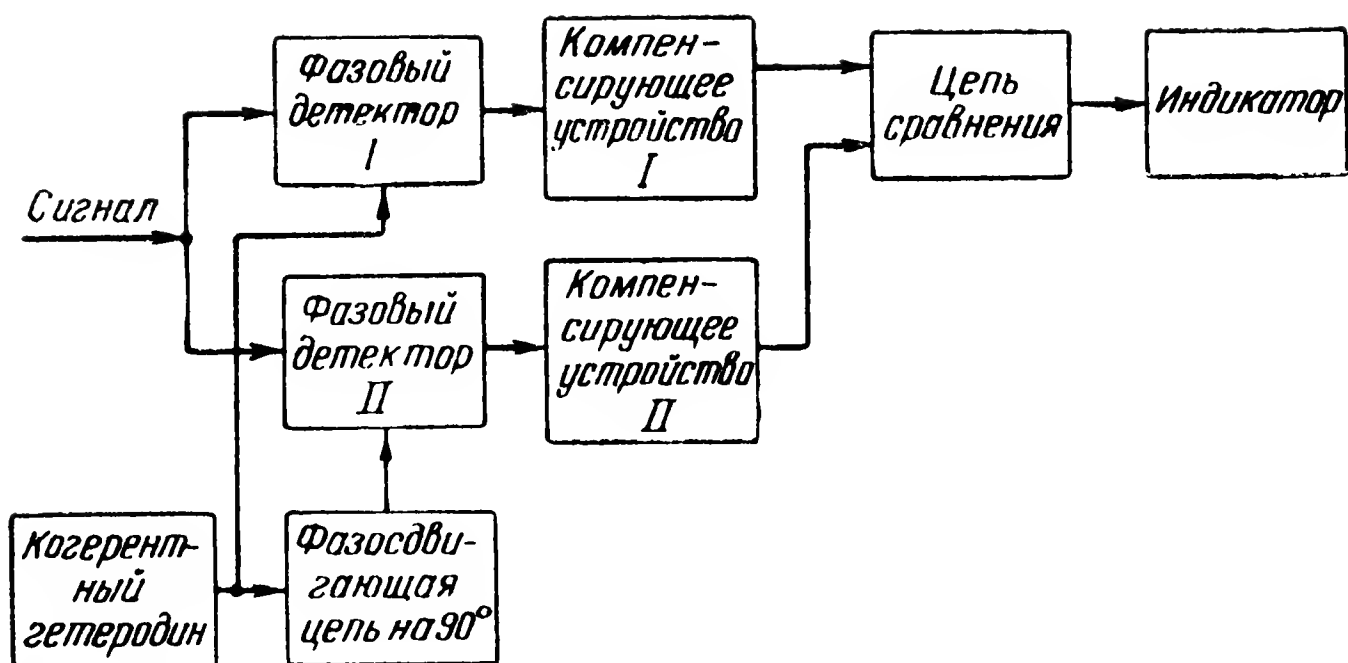 Фазовый
детектор
I
Компен-
сирующее
устройство
I
Цепь
сравнения
Индикатор
Сигнал
Фазовый
детектор
II
Компен-
сирующее
устройство
II
Когерент-
ный
гетеродин
Фазосдви-
гающая
цепь на 90°